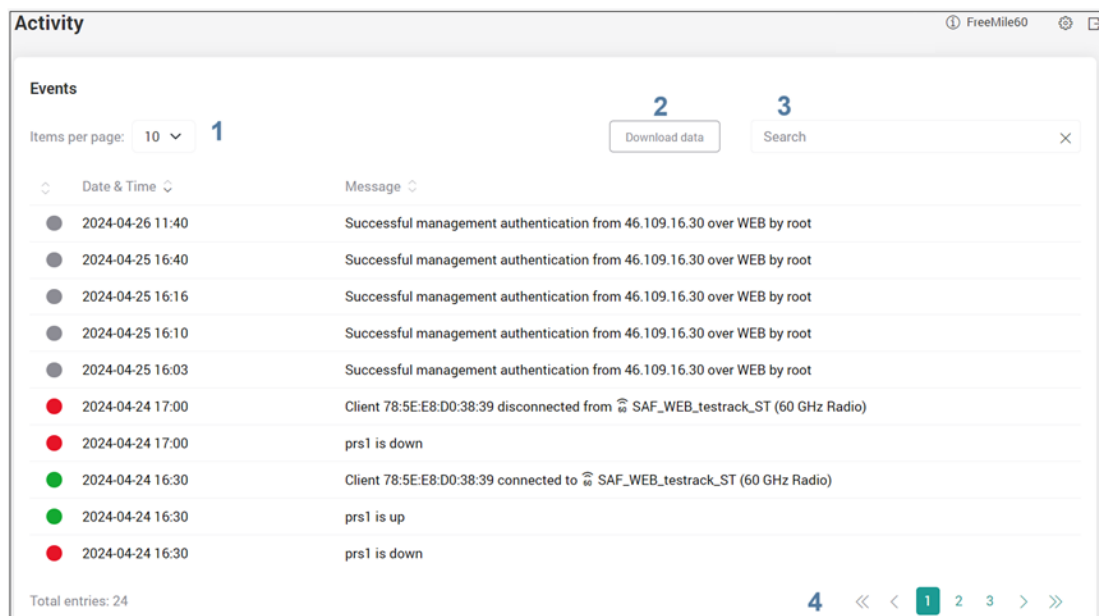 Activity
FreeMile60
Events
2
3
Items per page: 10
1
Download data
Search
Date & Time
Message
2024-04-26 11:40 Successful management authentication from 46.109.16.30 over WEB by root
2024-04-25 16:40 Successful management authentication from 46.109.16.30 over WEB by root
2024-04-25 16:16 Successful management authentication from 46.109.16.30 over WEB by root
2024-04-25 16:10 Successful management authentication from 46.109.16.30 over WEB by root
2024-04-25 16:03 Successful management authentication from 46.109.16.30 over WEB by root
2024-04-24 17:00 Client 78:5E:E8:D0:38:39 disconnected from 60 SAF_WEB_testrack_ST (60 GHz Radio)
2024-04-24 17:00 prs1 is down
2024-04-24 16:30 Client 78:5E:E8:D0:38:39 connected to 60 SAF_WEB_testrack_ST (60 GHz Radio)
2024-04-24 16:30 prs1 is up
2024-04-24 16:30 prs1 is down
Total entries: 24
4
1 2 3